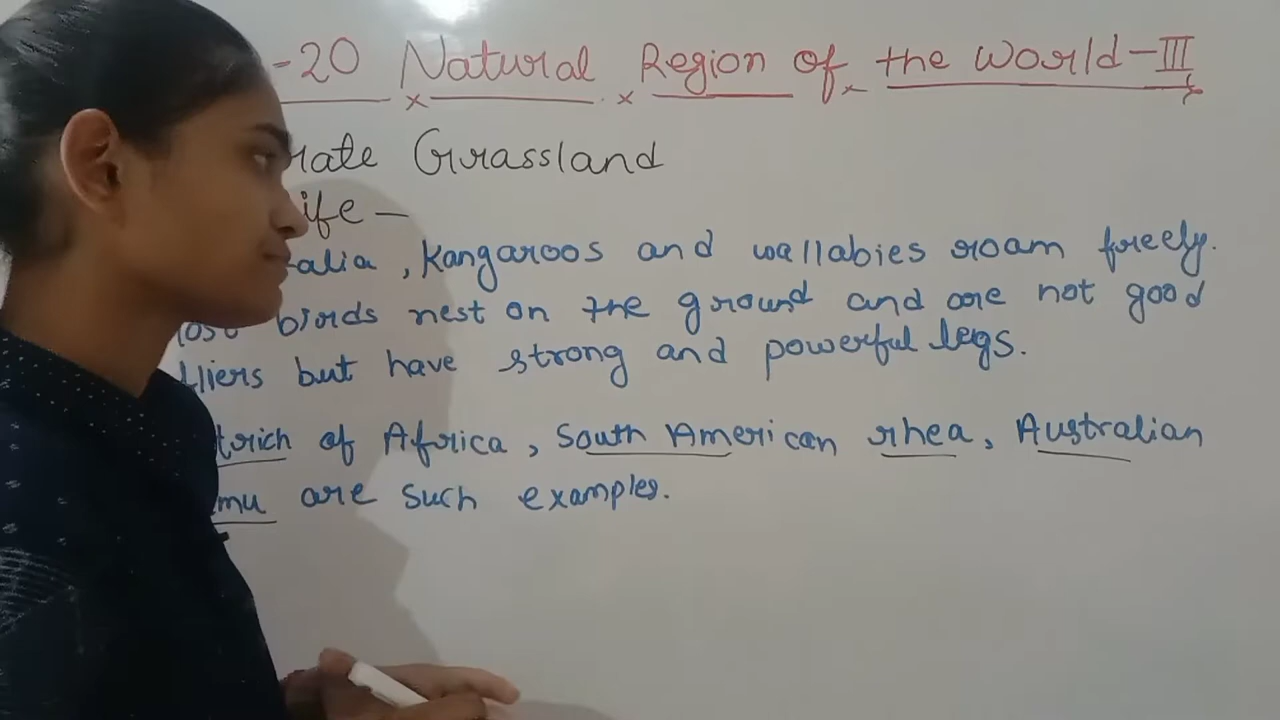 -20 Natural Region of the World-III
rate Grassland
ife -
alia, Kangaroos and wallabies roam freely.
birds nest on the ground and are not good
fliers but have strong and powerful legs.
trich of Africa, South American rhea, Australian
mu are such examples.